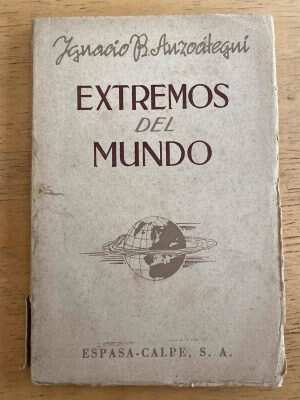 Ignacio B. Anzoátegui
EXTREMOS
DEL
MUNDO
ESPASA-CALPE, S. A.